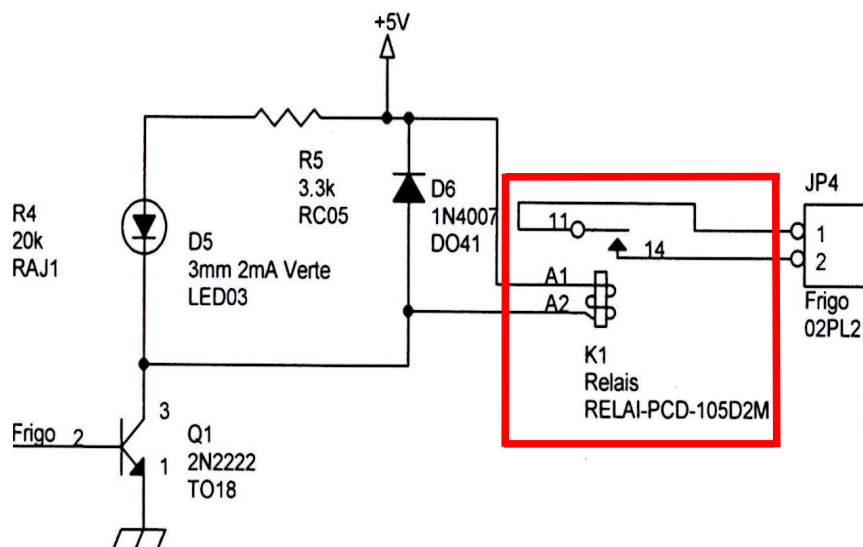 +5V
R5
3.3k
RC05
D6
1N4007
DO41
JP4
R4
20k
RAJ1
D5
3mm 2mA Verte
LED03
11
14
1
2
A1
A2
Frigo
02PL2
K1
Relais
RELAI-PCD-105D2M
3
Frigo
2
Q1
2N2222
TO18
1